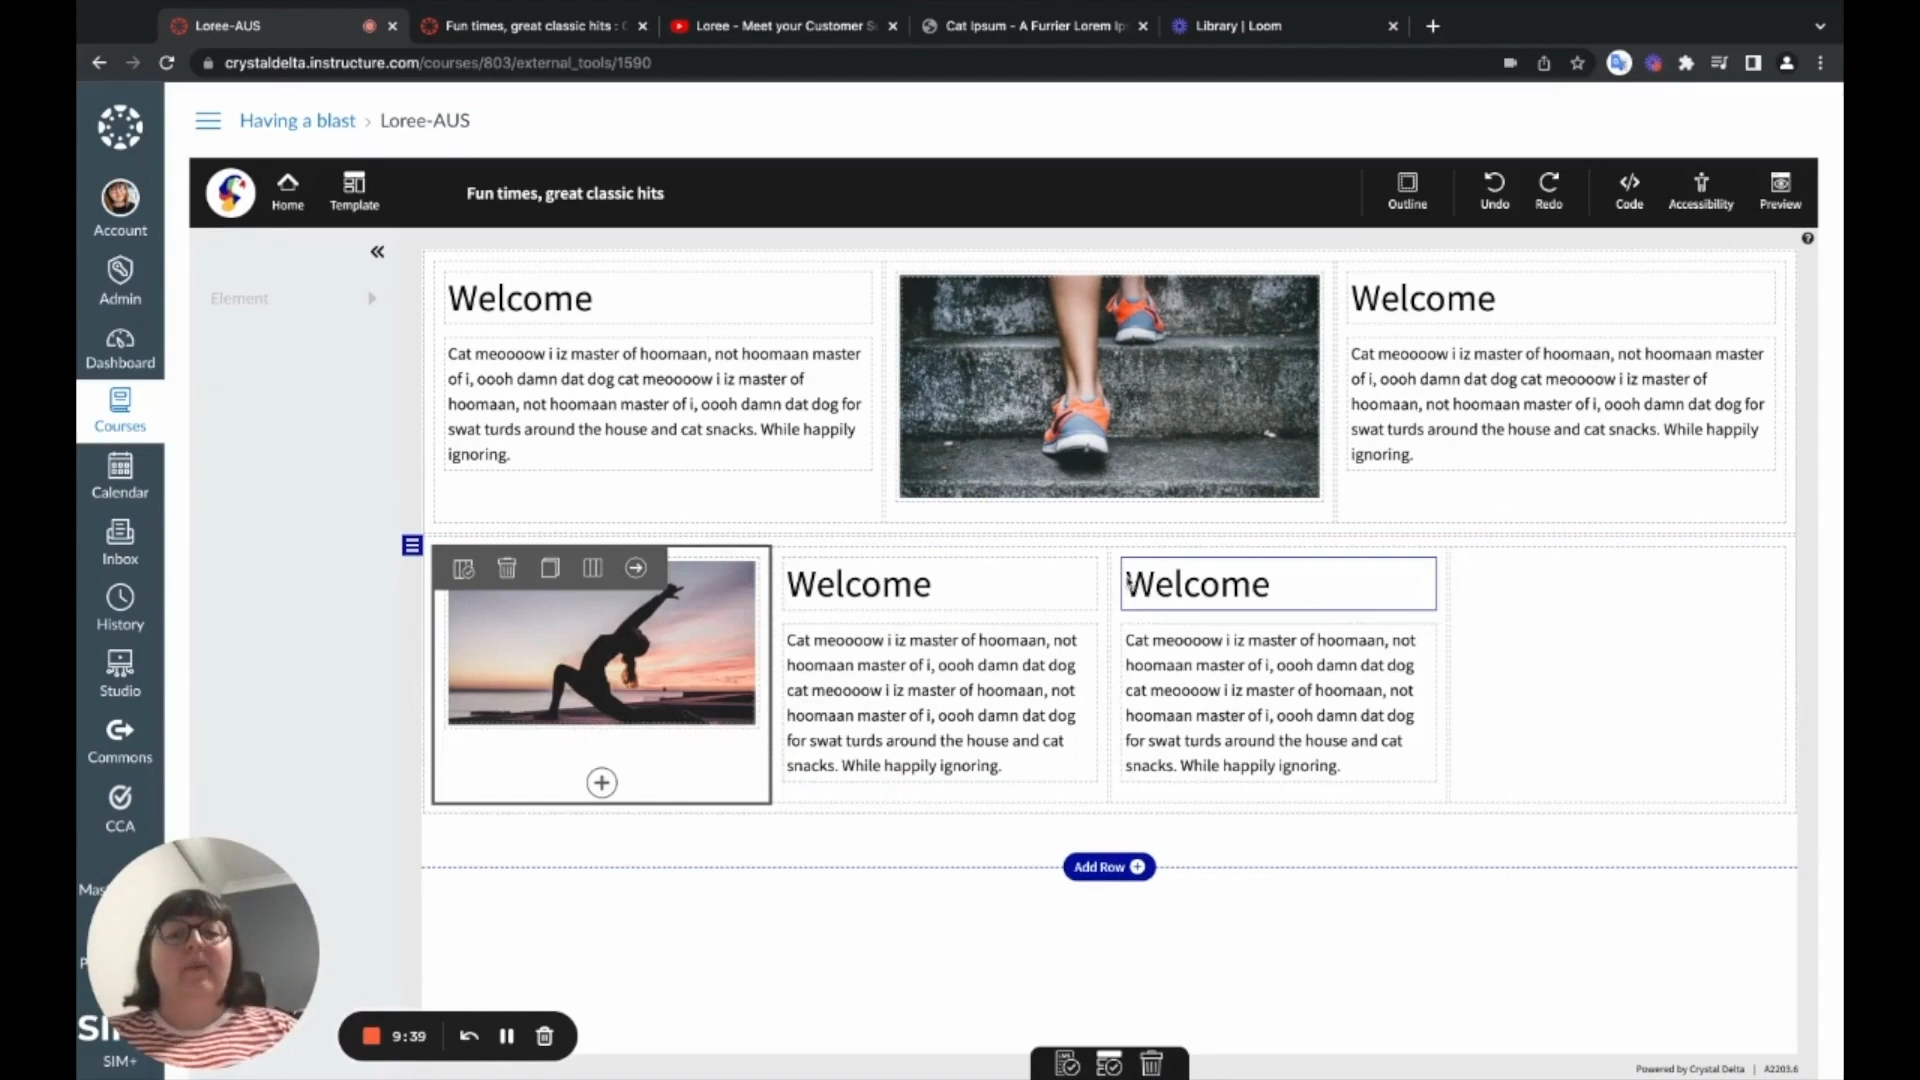 Loree-AUS
Fun times, great classic hits : C
Loree - Meet your Customer S
Cat Ipsum - A Furrier Lorem Ip
Library | Loom
crystaldelta.instructure.com/courses/803/external_tools/1590
Having a blast > Loree-AUS
Account
Admin
Dashboard
Courses
Calendar
Inbox
History
Studio
Commons
CCA
Mas
P
SI
SIM+
Home
Template
Fun times, great classic hits
Outline
Undo
Redo
Code
Accessibility
Preview
Element
Welcome
Cat meoooow i iz master of hoomaan, not hoomaan master
of i, oooh damn dat dog cat meoooow i iz master of
hoomaan, not hoomaan master of i, oooh damn dat dog for
swat turds around the house and cat snacks. While happily
ignoring.
Welcome
Cat meoooow i iz master of hoomaan, not hoomaan master
of i, oooh damn dat dog cat meoooow i iz master of
hoomaan, not hoomaan master of i, oooh damn dat dog for
swat turds around the house and cat snacks. While happily
ignoring.
Welcome
Cat meoooow i iz master of hoomaan, not
hoomaan master of i, oooh damn dat dog
cat meoooow i iz master of hoomaan, not
hoomaan master of i, oooh damn dat dog
for swat turds around the house and cat
snacks. While happily ignoring.
Welcome
Cat meoooow i iz master of hoomaan, not
hoomaan master of i, oooh damn dat dog
cat meoooow i iz master of hoomaan, not
hoomaan master of i, oooh damn dat dog
for swat turds around the house and cat
snacks. While happily ignoring.
Add Row
9:39
Powered by Crystal Delta | A2203.6